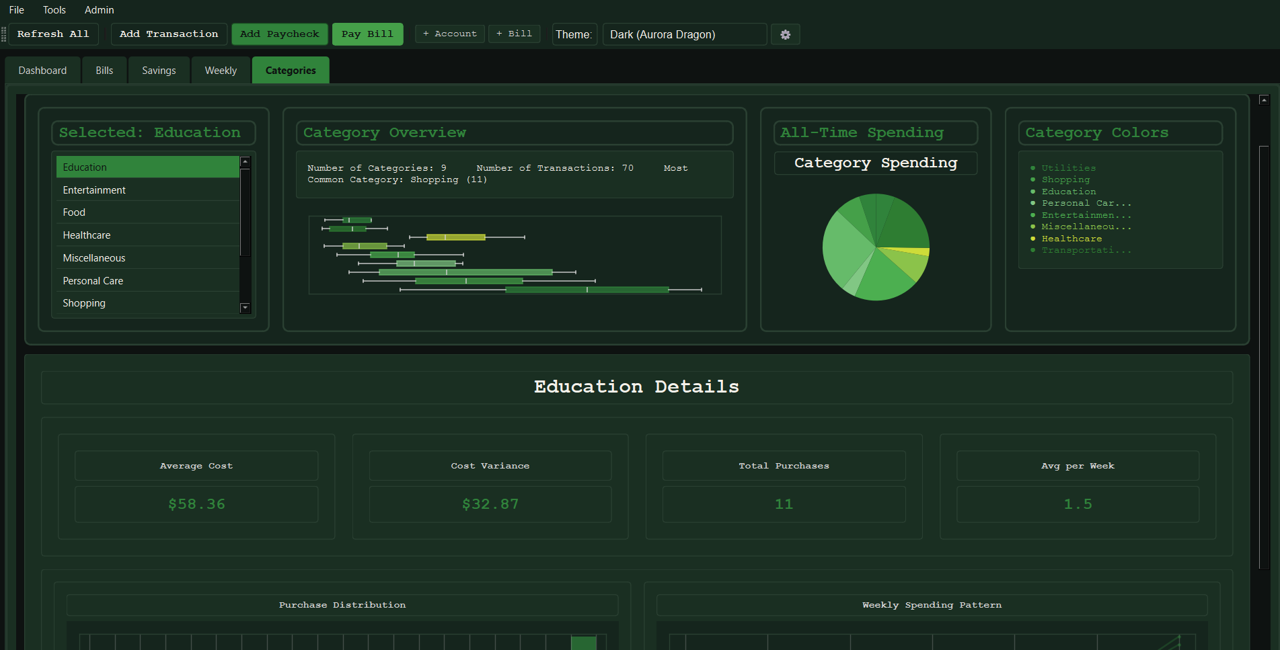 File Tools Admin
Refresh All Add Transaction Add Paycheck Pay Bill + Account + Bill Theme: Dark (Aurora Dragon)
Dashboard Bills Savings Weekly Categories
Selected: Education
Education
Entertainment
Food
Healthcare
Miscellaneous
Personal Care
Shopping
Category Overview
Number of Categories: 9 Number of Transactions: 70 Most
Common Category: Shopping (11)
All-Time Spending
Category Spending
Category Colors
Utilities
Shopping
Education
Personal Car...
Entertainmen...
Miscellaneou...
Healthcare
Transportati...
Education Details
Average Cost
$58.36
Cost Variance
$32.87
Total Purchases
11
Avg per Week
1.5
Purchase Distribution
Weekly Spending Pattern